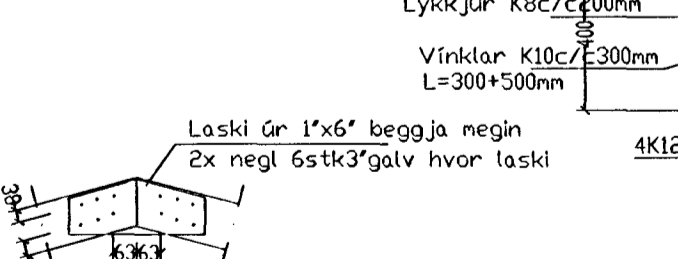 Lykkjur K8c/c200mm
400
Vínklar K10c/c300mm
L=300+500mm
Laski úr 1"x6" beggja megin
2x negl 6stk3"galv hvor laski
4K12
38
63 63